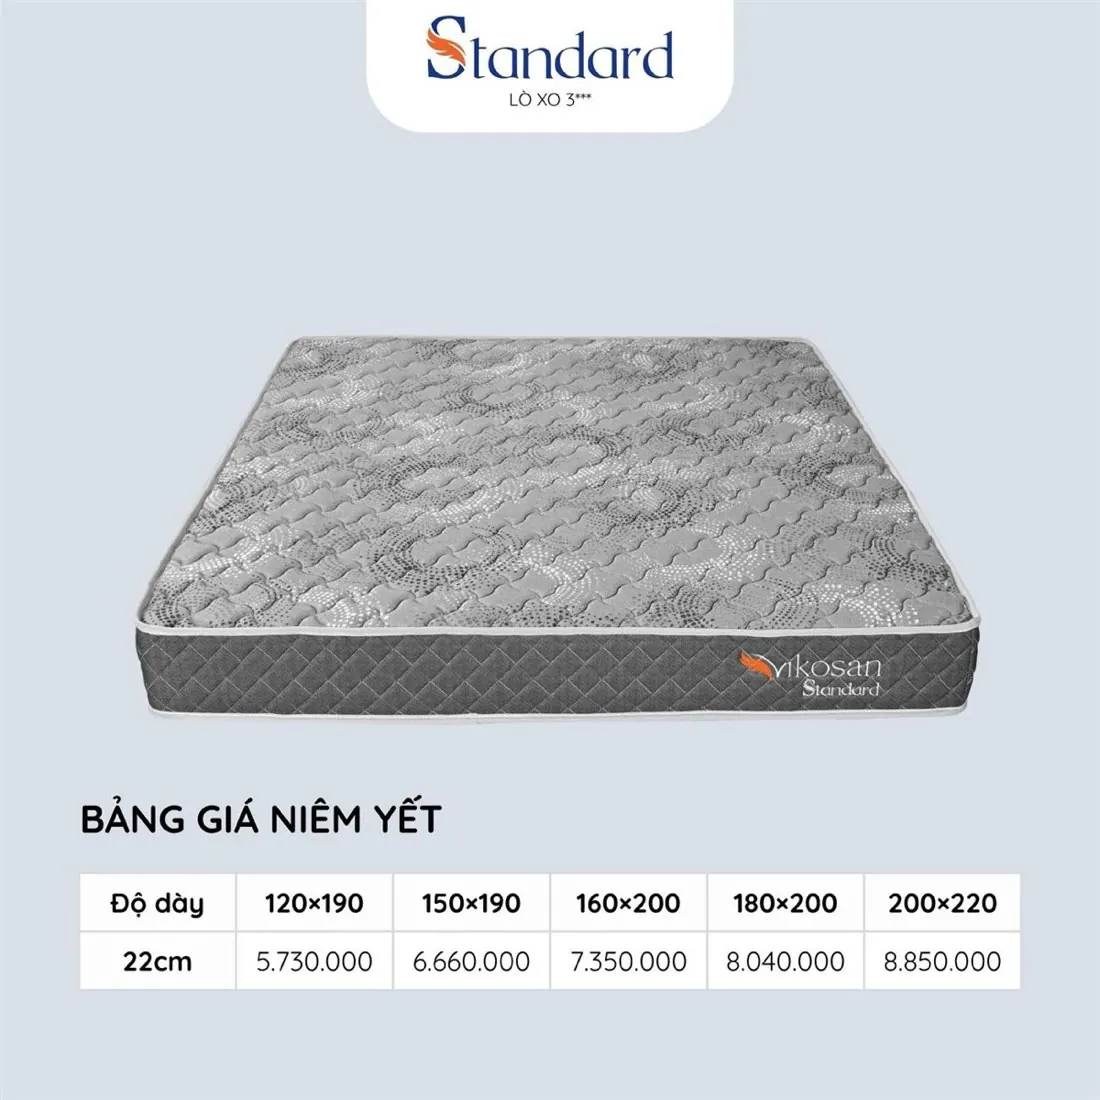 Standard
LÒ XO 3***
Vikosan
Standard
BẢNG GIÁ NIÊM YẾT
Độ dày 120×190 150×190 160×200 180×200 200×220
22cm 5.730.000 6.660.000 7.350.000 8.040.000 8.850.000